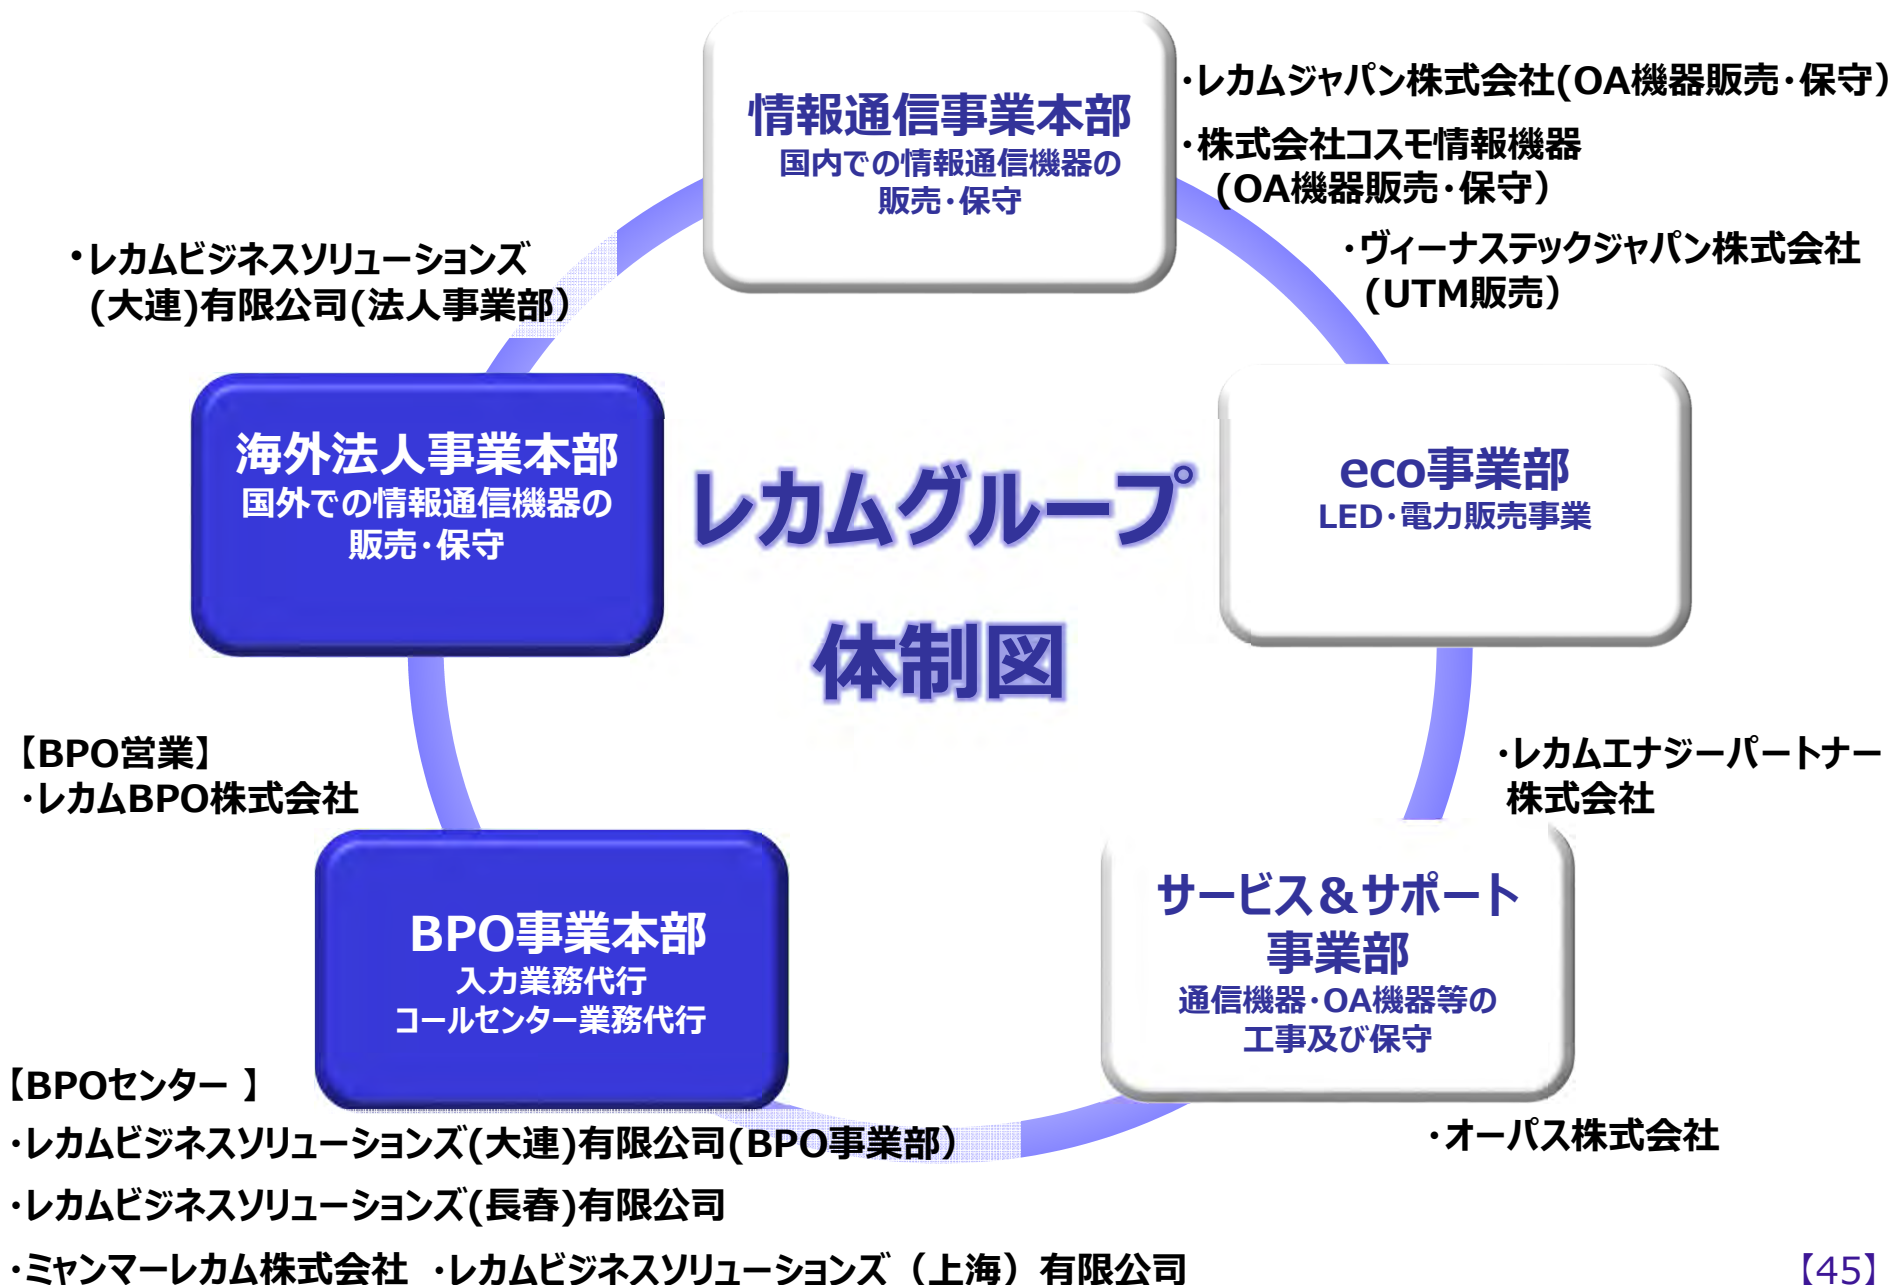 情報通信事業本部
国内での情報通信機器の
販売･保守
･レカムジャパン株式会社(OA機器販売･保守）
･株式会社コスモ情報機器
(OA機器販売･保守）
･ヴィーナステックジャパン株式会社
(UTM販売）
・レカムビジネスソリューションズ
(大連)有限公司(法人事業部）
海外法人事業本部
国外での情報通信機器の
販売･保守
レカムグループ
体制図
eco事業部
LED･電力販売事業
【BPO営業】
･レカムBPO株式会社
･レカムエナジーパートナー
株式会社
BPO事業本部
入力業務代行
コールセンター業務代行
サービス＆サポート
事業部
通信機器･OA機器等の
工事及び保守
【BPOセンター 】
･レカムビジネスソリューションズ(大連)有限公司(BPO事業部）
･オーパス株式会社
･レカムビジネスソリューションズ(長春)有限公司
･ミャンマーレカム株式会社 ･レカムビジネスソリューションズ（上海）有限公司
【45】